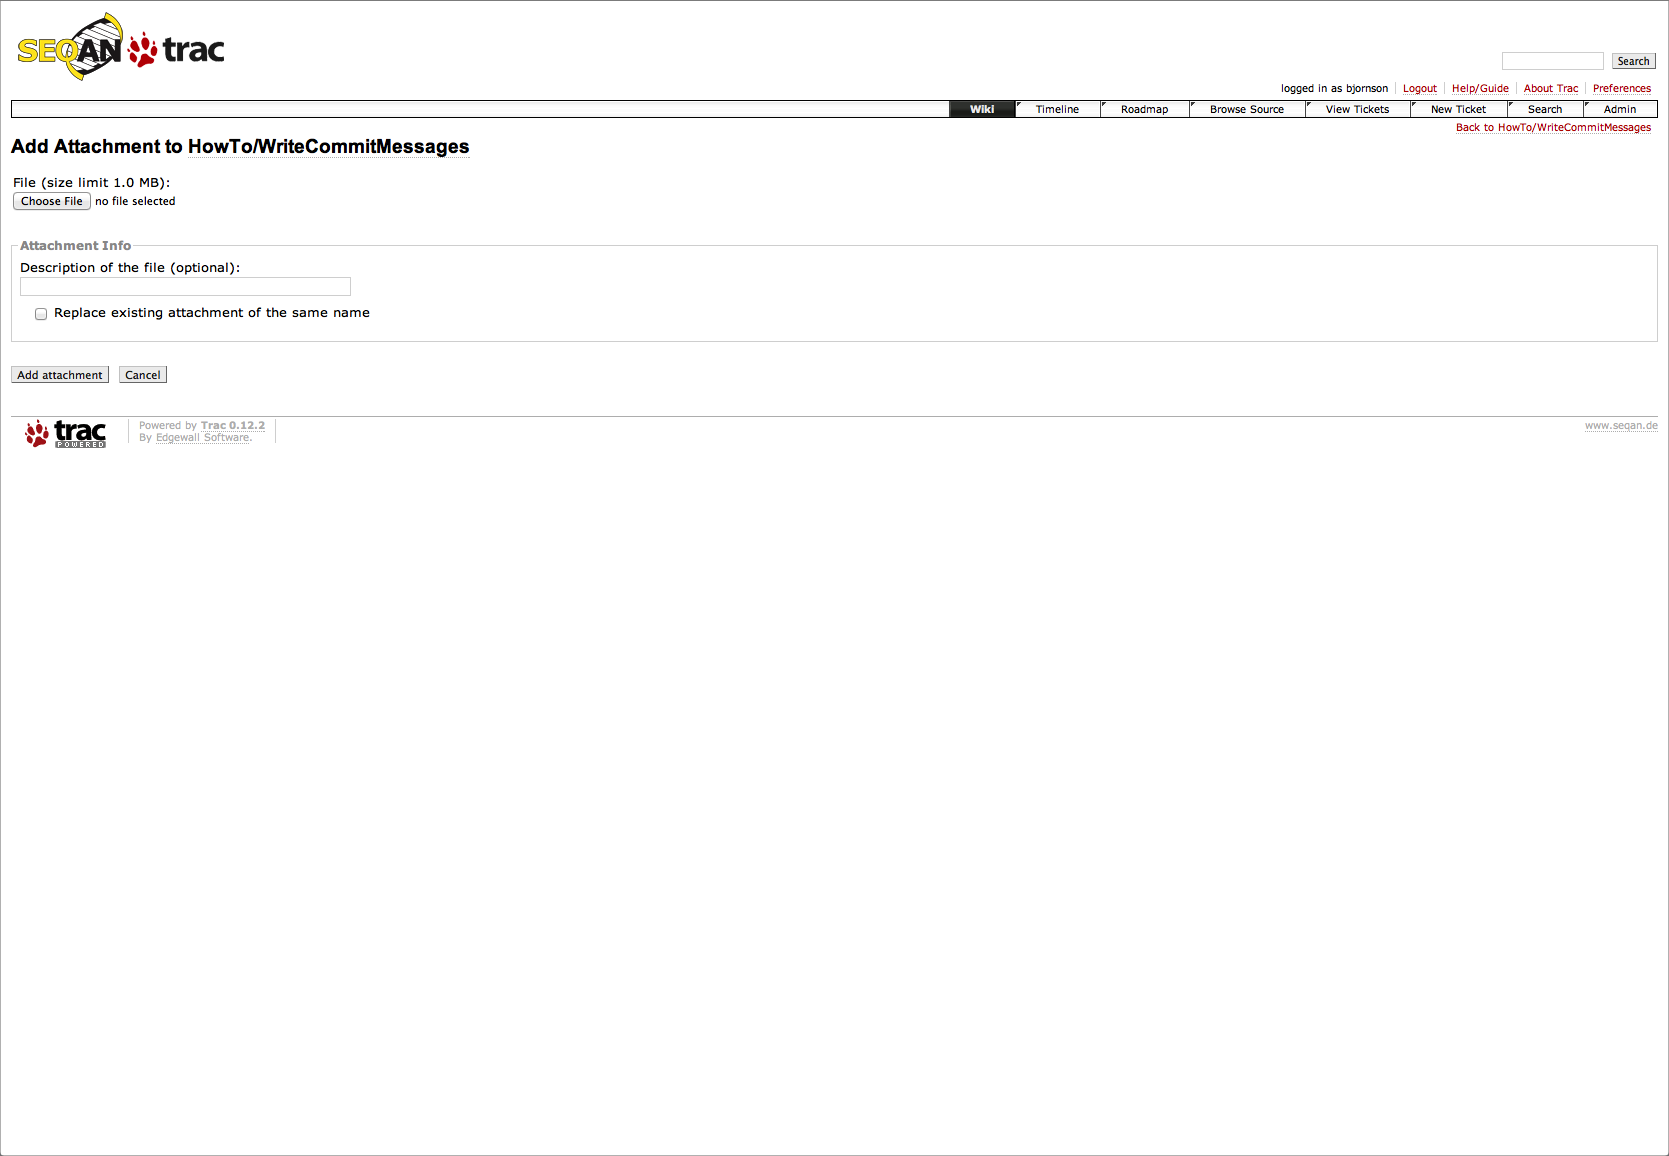 SEQAN trac
Search
logged in as bjornson Logout Help/Guide About Trac Preferences
Wiki Timeline Roadmap Browse Source View Tickets New Ticket Search Admin
Back to HowTo/WriteCommitMessages
Add Attachment to HowTo/WriteCommitMessages
File (size limit 1.0 MB):
Choose File no file selected
Attachment Info
Description of the file (optional):
Replace existing attachment of the same name
Add attachment Cancel
trac POWERED
Powered by Trac 0.12.2
By Edgewall Software.
www.seqan.de